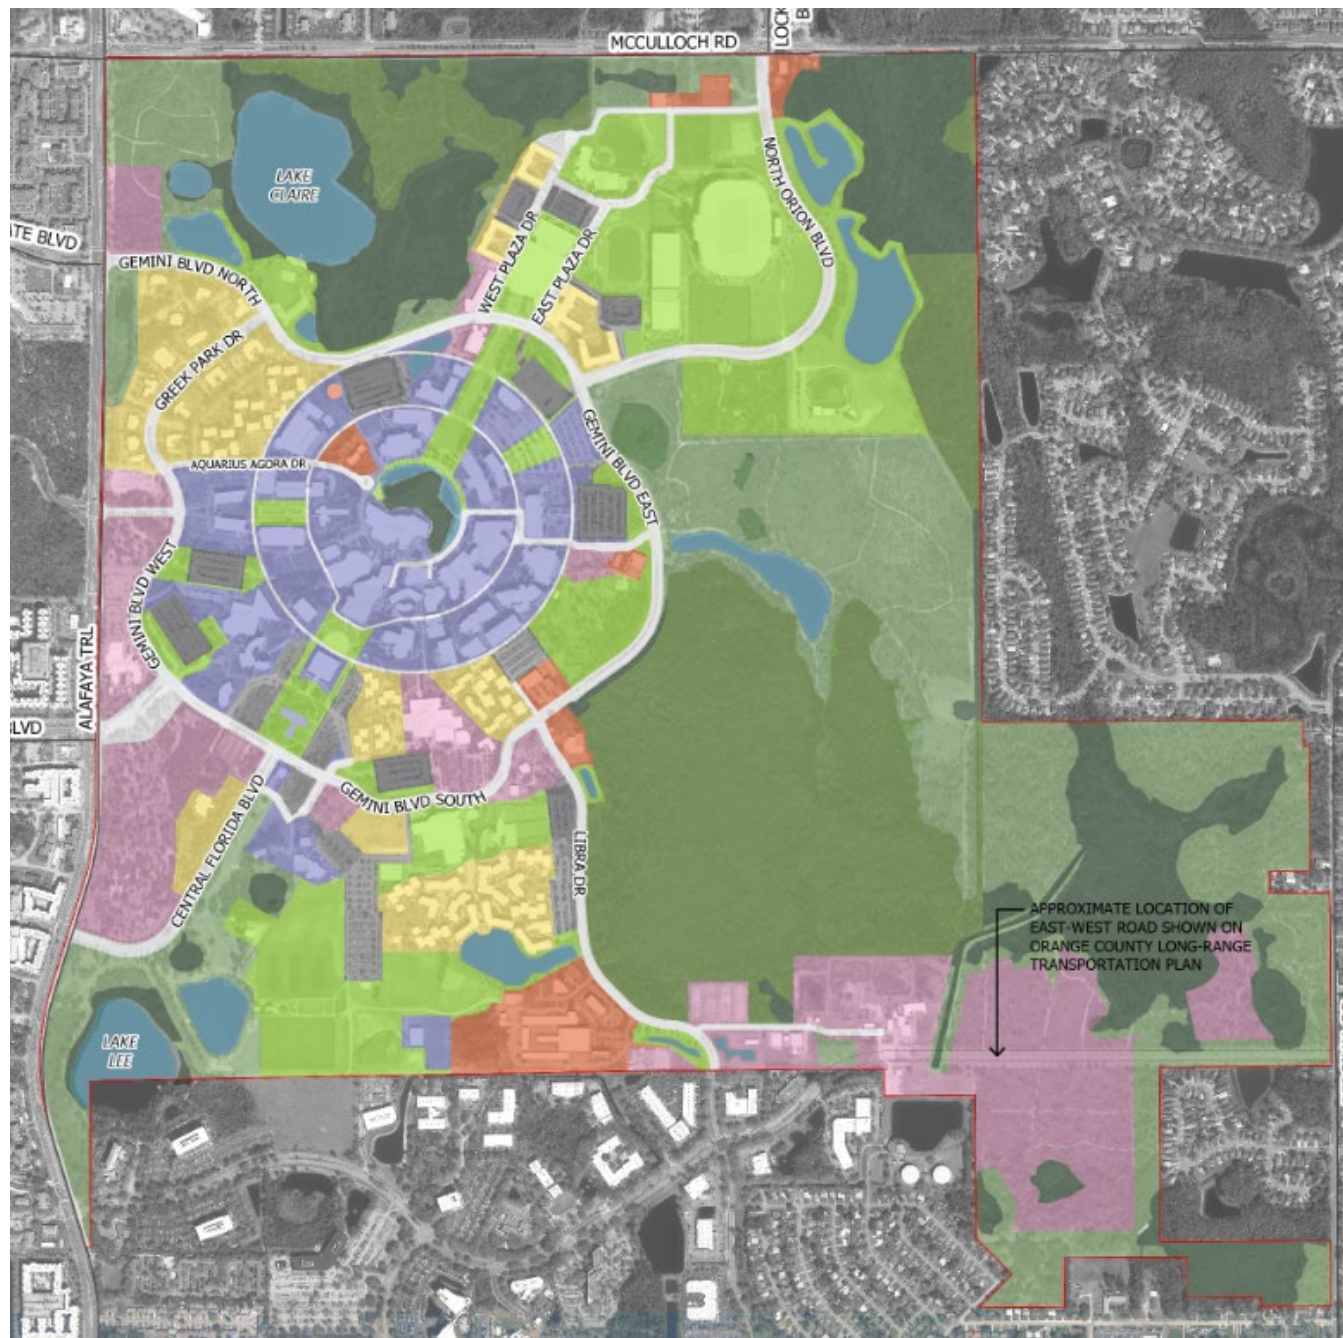 MCCULLOCH RD
LOCK
B
LAKE
CLAIRE
NORTH ORION BLVD
TE BLVD
GEMINI BLVD NORTH
WEST PLAZA DR
EAST PLAZA DR
GREEK PARK DR
GEMINI BLVD EAST
AQUARIUS AGORA DR
GEMINI BLVD WEST
ALAFAYA TRL
LVD
GEMINI BLVD SOUTH
CENTRAL FLORIDA BLVD
LIBRA DR
APPROXIMATE LOCATION OF
EAST-WEST ROAD SHOWN ON
ORANGE COUNTY LONG-RANGE
TRANSPORTATION PLAN
LAKE
LEE